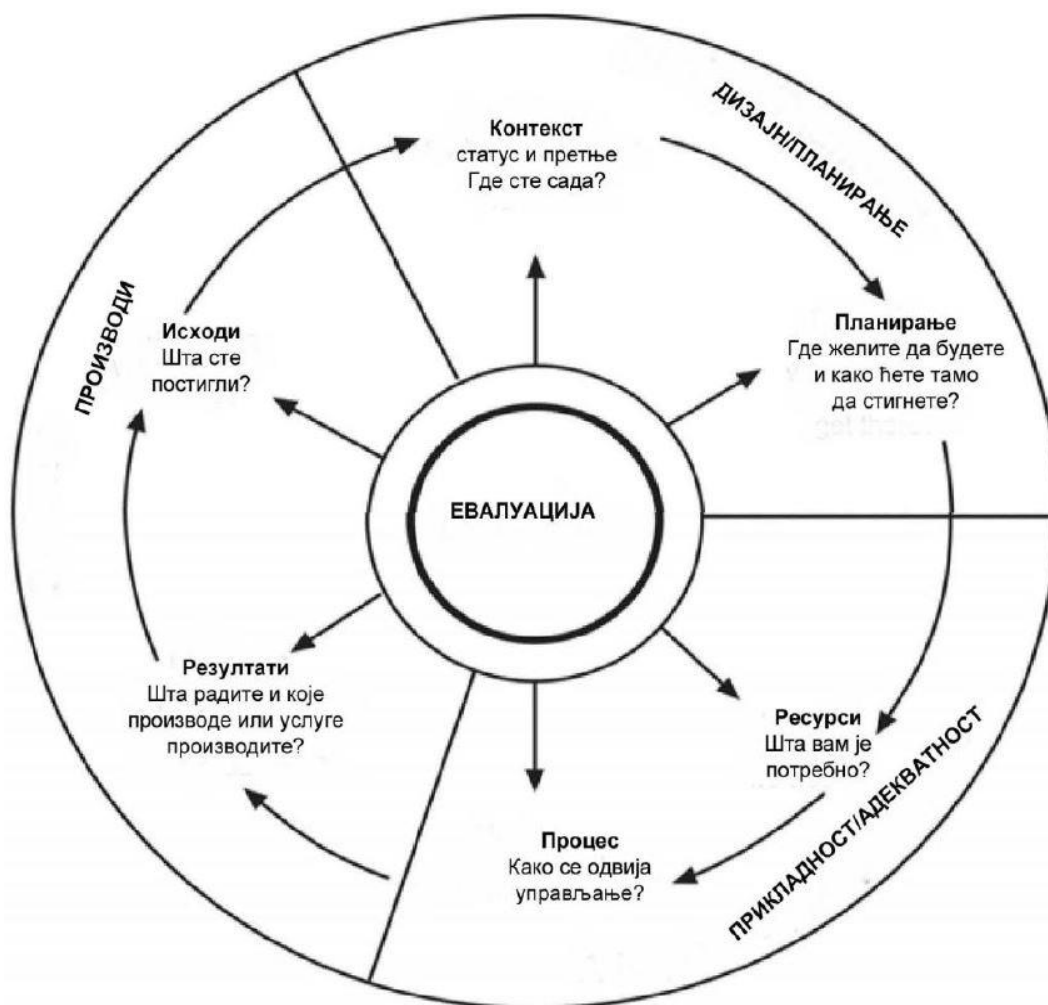 ДИЗАЈН/ПЛАНИРАЊЕ
Контекст
статус и претње
Где сте сада?
Планирање
Где желите да будете
и како ћете тамо
да стигнете?
ПРОИЗВОДИ
Исходи
Шта сте
постигли?
ЕВАЛУАЦИЈА
Резултати
Шта радите и које
производе или услуге
производите?
Ресурси
Шта вам је
потребно?
Процес
Како се одвија
управљање?
ПРИКЛАДНОСТ/АДЕКВАТНОСТ